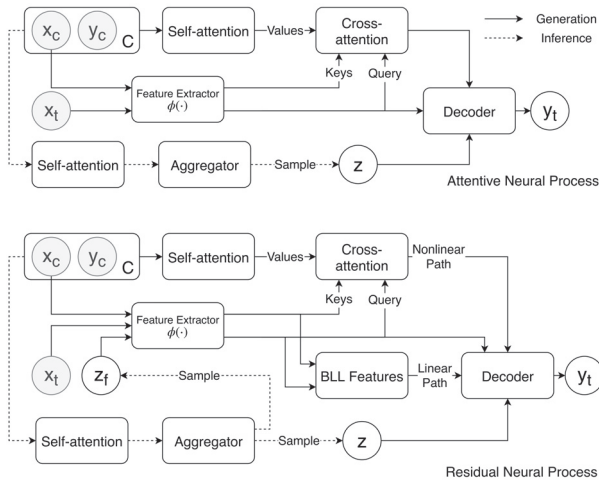 x_c y_c C
Self-attention
Values
Cross-
attention
Generation
Inference
Keys
Query
Feature Extractor
ϕ(·)
x_t
Decoder
y_t
Self-attention
Aggregator
Sample
z
Attentive Neural Process
x_c y_c C
Self-attention
Values
Cross-
attention
Nonlinear
Path
Keys
Query
Feature Extractor
ϕ(·)
x_t
z_f
Sample
BLL Features
Linear
Path
Decoder
y_t
Self-attention
Aggregator
Sample
z
Residual Neural Process